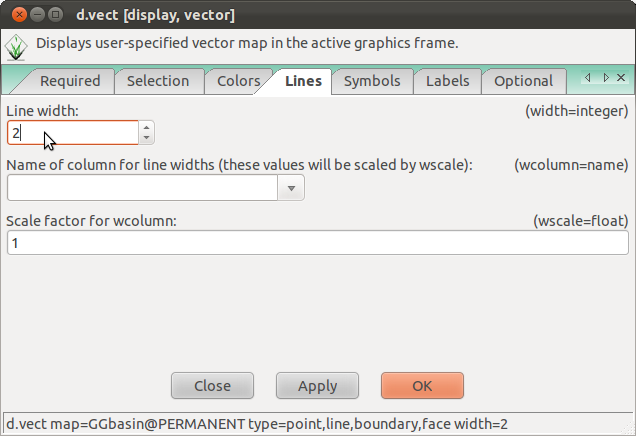 d.vect [display, vector]
Displays user-specified vector map in the active graphics frame.
Required Selection Colors Lines Symbols Labels Optional
Line width: (width=integer)
2
Name of column for line widths (these values will be scaled by wscale): (wcolumn=name)
Scale factor for wcolumn: (wscale=float)
1
Close Apply OK
d.vect map=GGbasin@PERMANENT type=point,line,boundary,face width=2